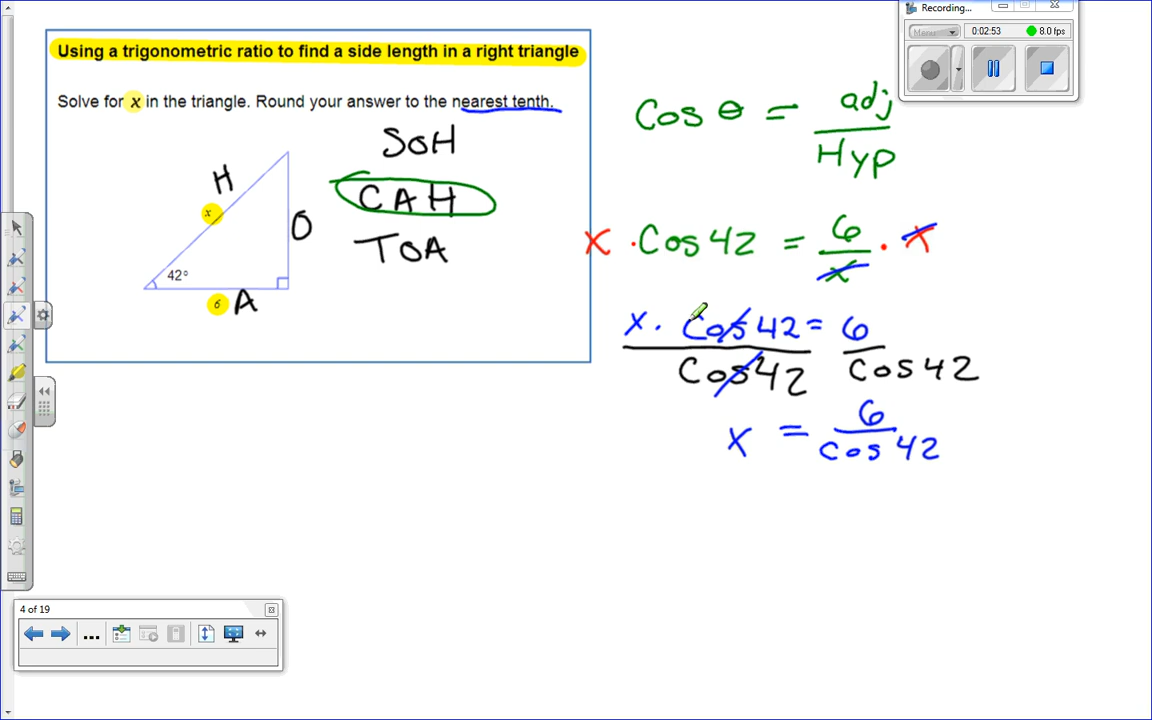 Recording...
Menu
0:02:53
8.0 fps
Using a trigonometric ratio to find a side length in a right triangle
Solve for x in the triangle. Round your answer to the nearest tenth.
SOH
CAH
TOA
H
x
O
42°
6 A
Cos θ = adj
Hyp
x · Cos 42 = 6 · x
x
x · Cos 42 = 6
Cos 42 Cos 42
x = 6
cos 42
4 of 19
...